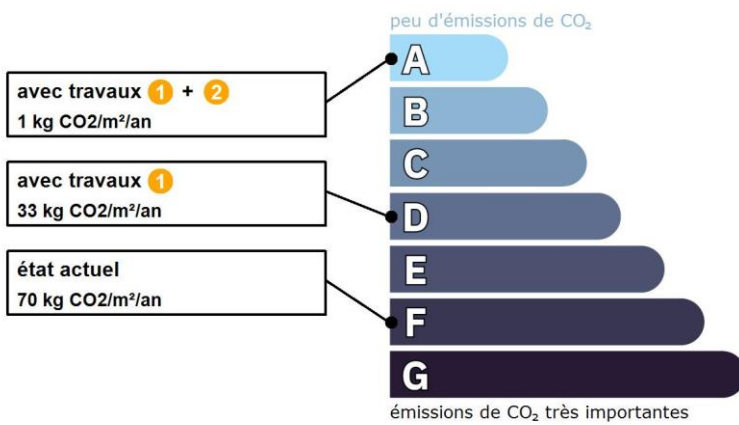 peu d'émissions de CO₂
A
avec travaux 1 + 2
1 kg CO2/m²/an
B
C
avec travaux 1
33 kg CO2/m²/an
D
E
état actuel
70 kg CO2/m²/an
F
G
émissions de CO₂ très importantes